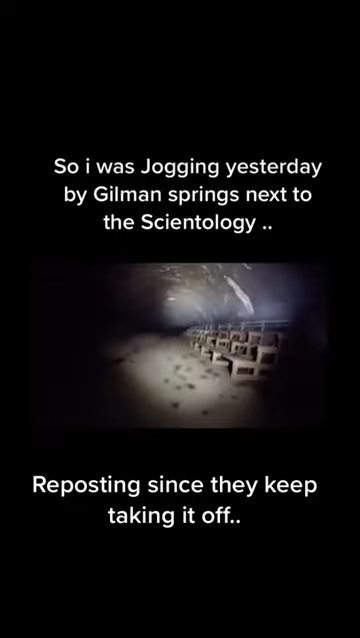 So i was Jogging yesterday
by Gilman springs next to
the Scientology ..
Reposting since they keep
taking it off..